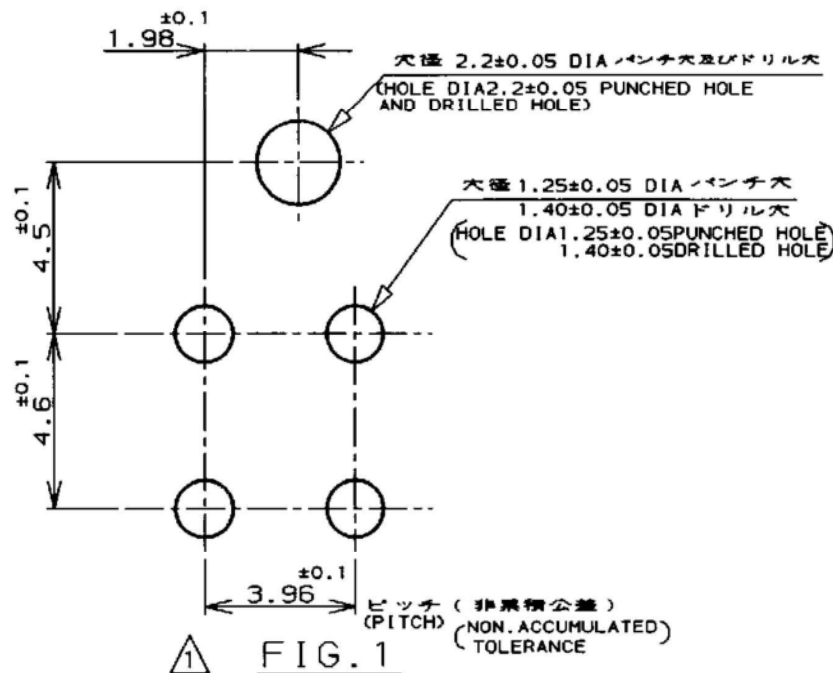 ±0.1
1.98
穴径 2.2±0.05 DIA パンチ穴及びドリル穴
(HOLE DIA2.2±0.05 PUNCHED HOLE
AND DRILLED HOLE)
±0.1
4.5
穴径 1.25±0.05 DIA パンチ穴
1.40±0.05 DIA ドリル穴
(HOLE DIA1.25±0.05PUNCHED HOLE
1.40±0.05DRILLED HOLE)
±0.1
4.6
±0.1
3.96
ピッチ ( 非累積公差 )
(PITCH) (NON.ACCUMULATED
TOLERANCE)
1 FIG.1